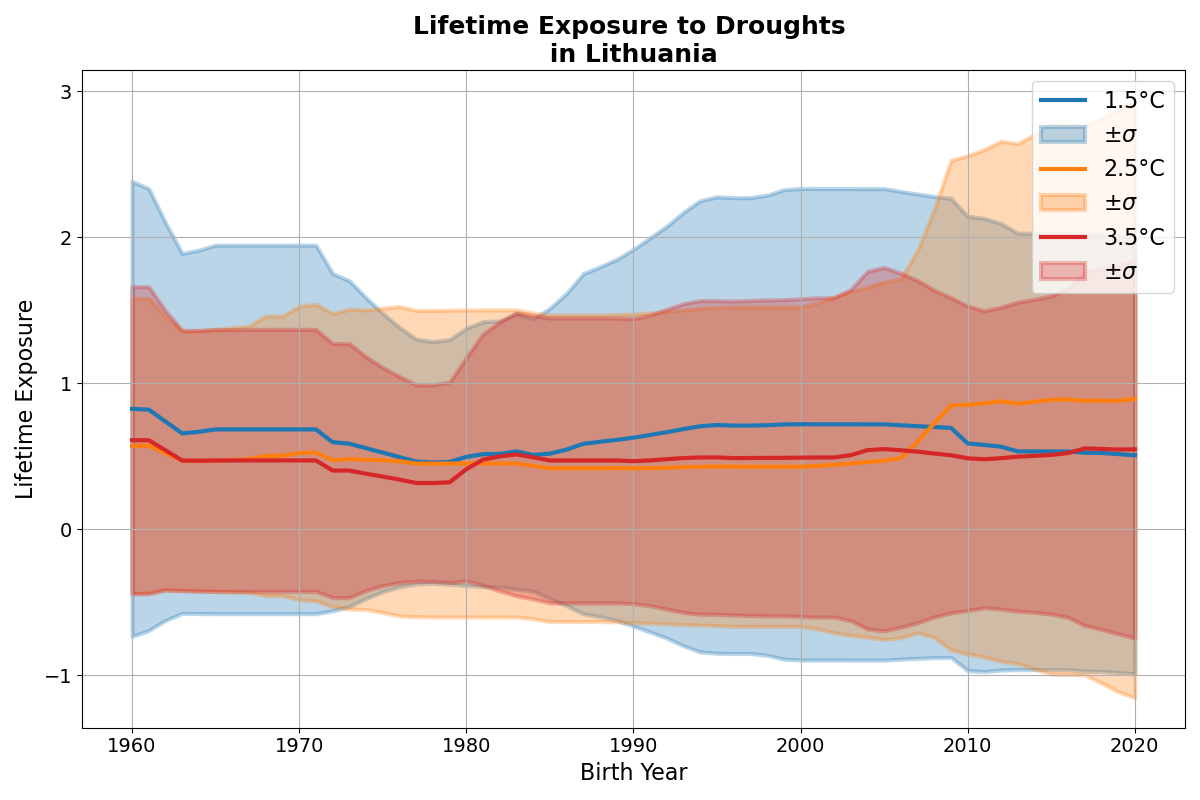 Lifetime Exposure to Droughts
in Lithuania
3
2
1
0
−1
Lifetime Exposure
1960
1970
1980
1990
2000
2010
2020
Birth Year
1.5°C
±σ
2.5°C
±σ
3.5°C
±σ